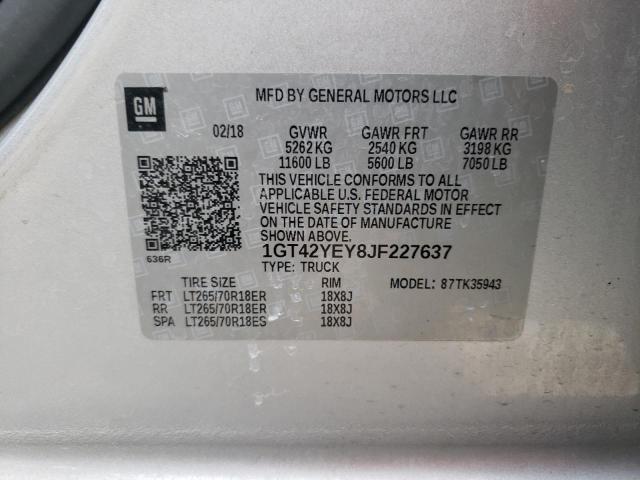 GM
MFD BY GENERAL MOTORS LLC
02/18 GVWR GAWR FRT GAWR RR
5262 KG 2540 KG 3198 KG
11600 LB 5600 LB 7050 LB
THIS VEHICLE CONFORMS TO ALL
APPLICABLE U.S. FEDERAL MOTOR
VEHICLE SAFETY STANDARDS IN EFFECT
ON THE DATE OF MANUFACTURE
SHOWN ABOVE.
636R
1GT42YEY8JF227637
TYPE: TRUCK
TIRE SIZE RIM MODEL: 87TK35943
FRT LT265/70R18ER 18X8J
RR LT265/70R18ER 18X8J
SPA LT265/70R18ES 18X8J